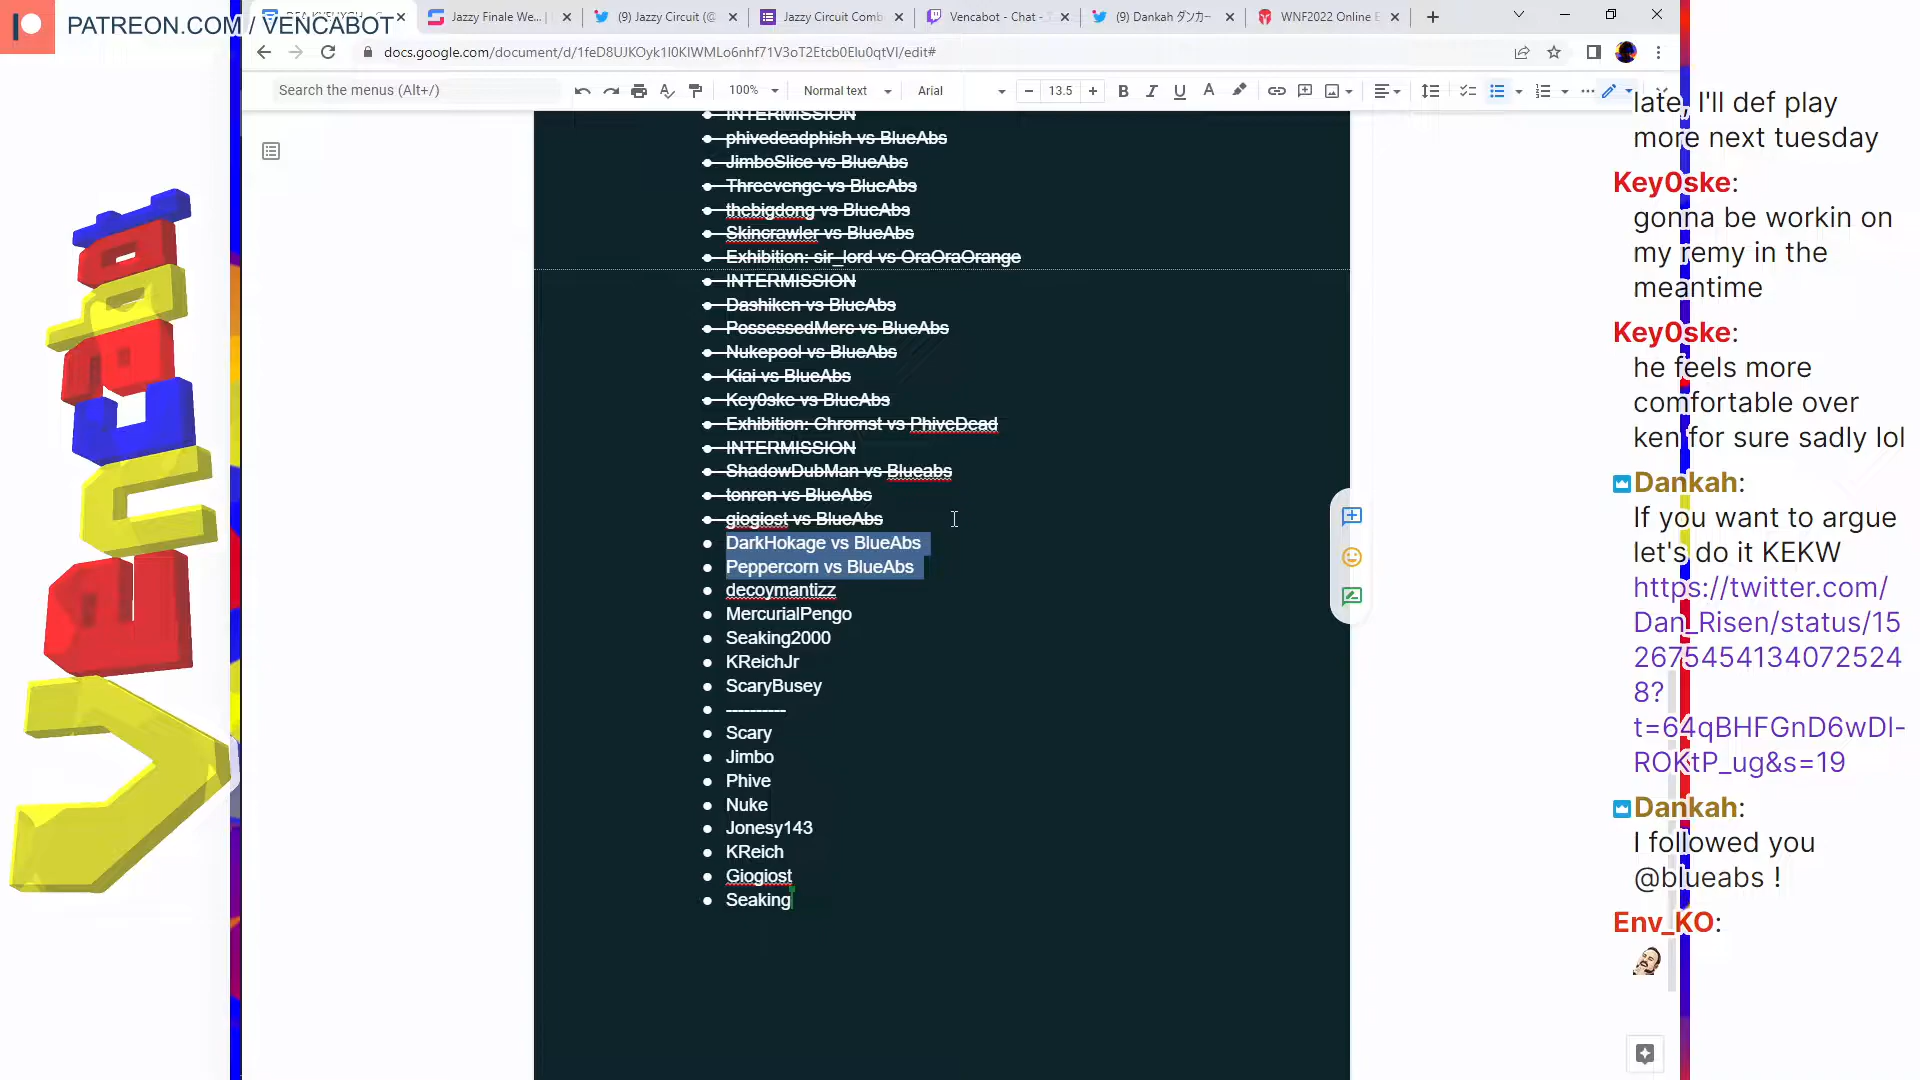 PATREON.COM / VENCABOT
Jazzy Finale We...
(9) Jazzy Circuit (@
Jazzy Circuit Comb
Vencabot - Chat -
(9) Dankah ダンカー
WNF2022 Online E
docs.google.com/document/d/1feD8UJKOyk1l0KIWMLo6nhf71V3oT2Etcb0Elu0qtVI/edit#
Search the menus (Alt+/)
100%
Normal text
Arial
13.5
INTERMISSION
phivedeadphish vs BlueAbs
JimboSlice vs BlueAbs
Threevenge vs BlueAbs
thebigdong vs BlueAbs
Skincrawler vs BlueAbs
Exhibition: sir_lord vs OraOraOrange
INTERMISSION
Dashiken vs BlueAbs
PossessedMerc vs BlueAbs
Nukepool vs BlueAbs
Kiai vs BlueAbs
Key0ske vs BlueAbs
Exhibition: Chromst vs PhiveDead
INTERMISSION
ShadowDubMan vs Blueabs
tonren vs BlueAbs
giogiost vs BlueAbs
DarkHokage vs BlueAbs
Peppercorn vs BlueAbs
decoymantizz
MercurialPengo
Seaking2000
KReichJr
ScaryBusey
----------
Scary
Jimbo
Phive
Nuke
Jonesy143
KReich
Giogiost
Seaking
late, I'll def play
more next tuesday
Key0ske:
gonna be workin on
my remy in the
meantime
Key0ske:
he feels more
comfortable over
ken for sure sadly lol
Dankah:
If you want to argue
let's do it KEKW
https://twitter.com/
Dan_Risen/status/15
2675454134072524
8?
t=64qBHFGnD6wDI-
ROKtP_ug&s=19
Dankah:
I followed you
@blueabs !
Env_KO: